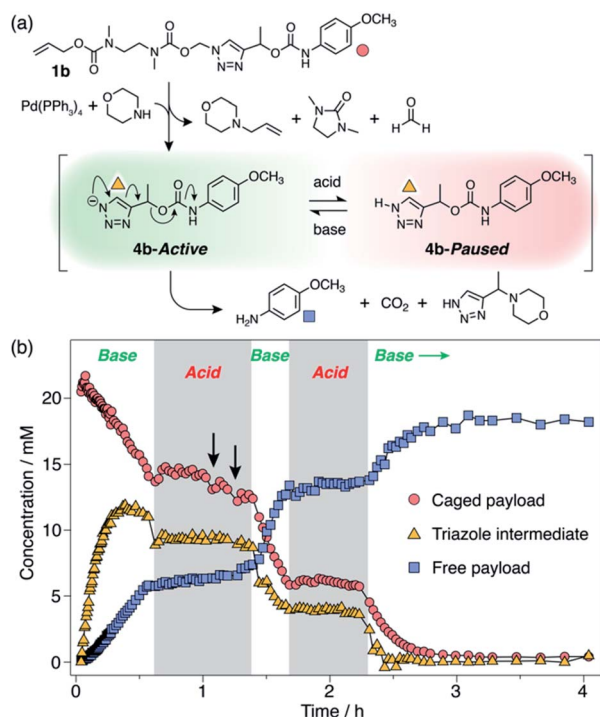 (a)
OCH₃
O N N O N N=N O O N H
1b
Pd(PPh₃)₄ + O NH
O N + N O N + O H H
OCH₃
⊖ N N=N O O N H
acid
base
OCH₃
H N N=N O O N H
4b-Active
4b-Paused
OCH₃
H₂N + CO₂ + HN N=N N O
(b)
Base Acid Base Acid Base →
Concentration / mM
20
15
10
5
0
Caged payload
Triazole intermediate
Free payload
0 1 2 3 4
Time / h